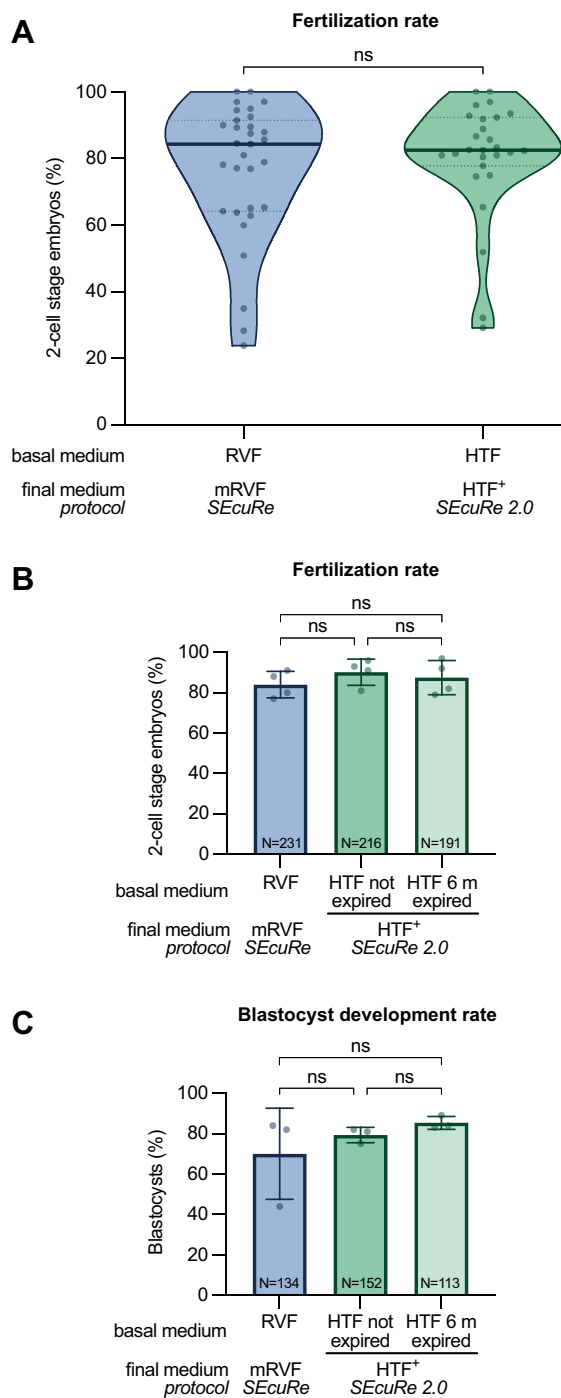 A
Fertilization rate
ns
2-cell stage embryos (%)
100
80
60
40
20
0
basal medium RVF HTF
final medium mRVF HTF⁺
protocol SEcuRe SEcuRe 2.0
B
Fertilization rate
ns
ns ns
2-cell stage embryos (%)
100
80
60
40
20
0
N=231 N=216 N=191
basal medium RVF HTF not HTF 6 m
expired expired
final medium mRVF HTF⁺
protocol SEcuRe SEcuRe 2.0
C
Blastocyst development rate
ns
ns ns
Blastocysts (%)
100
80
60
40
20
0
N=134 N=152 N=113
basal medium RVF HTF not HTF 6 m
expired expired
final medium mRVF HTF⁺
protocol SEcuRe SEcuRe 2.0